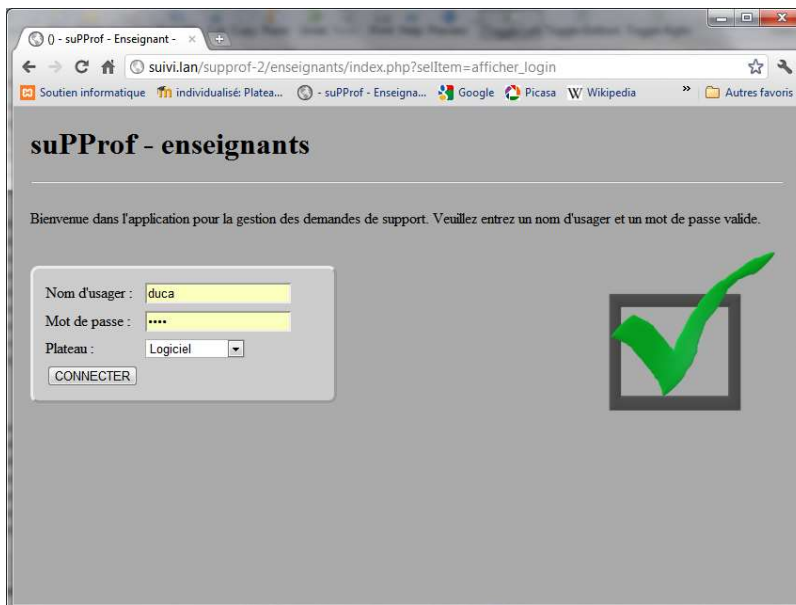 () - suPProf - Enseignant -
suivi.lan/supprof-2/enseignants/index.php?selItem=afficher_login
Soutien informatique individualisé: Platea... - suPProf - Enseigna... Google Picasa W Wikipedia » Autres favoris
suPProf - enseignants
Bienvenue dans l'application pour la gestion des demandes de support. Veuillez entrez un nom d'usager et un mot de passe valide.
Nom d'usager : duca
Mot de passe : ••••
Plateau : Logiciel
CONNECTER